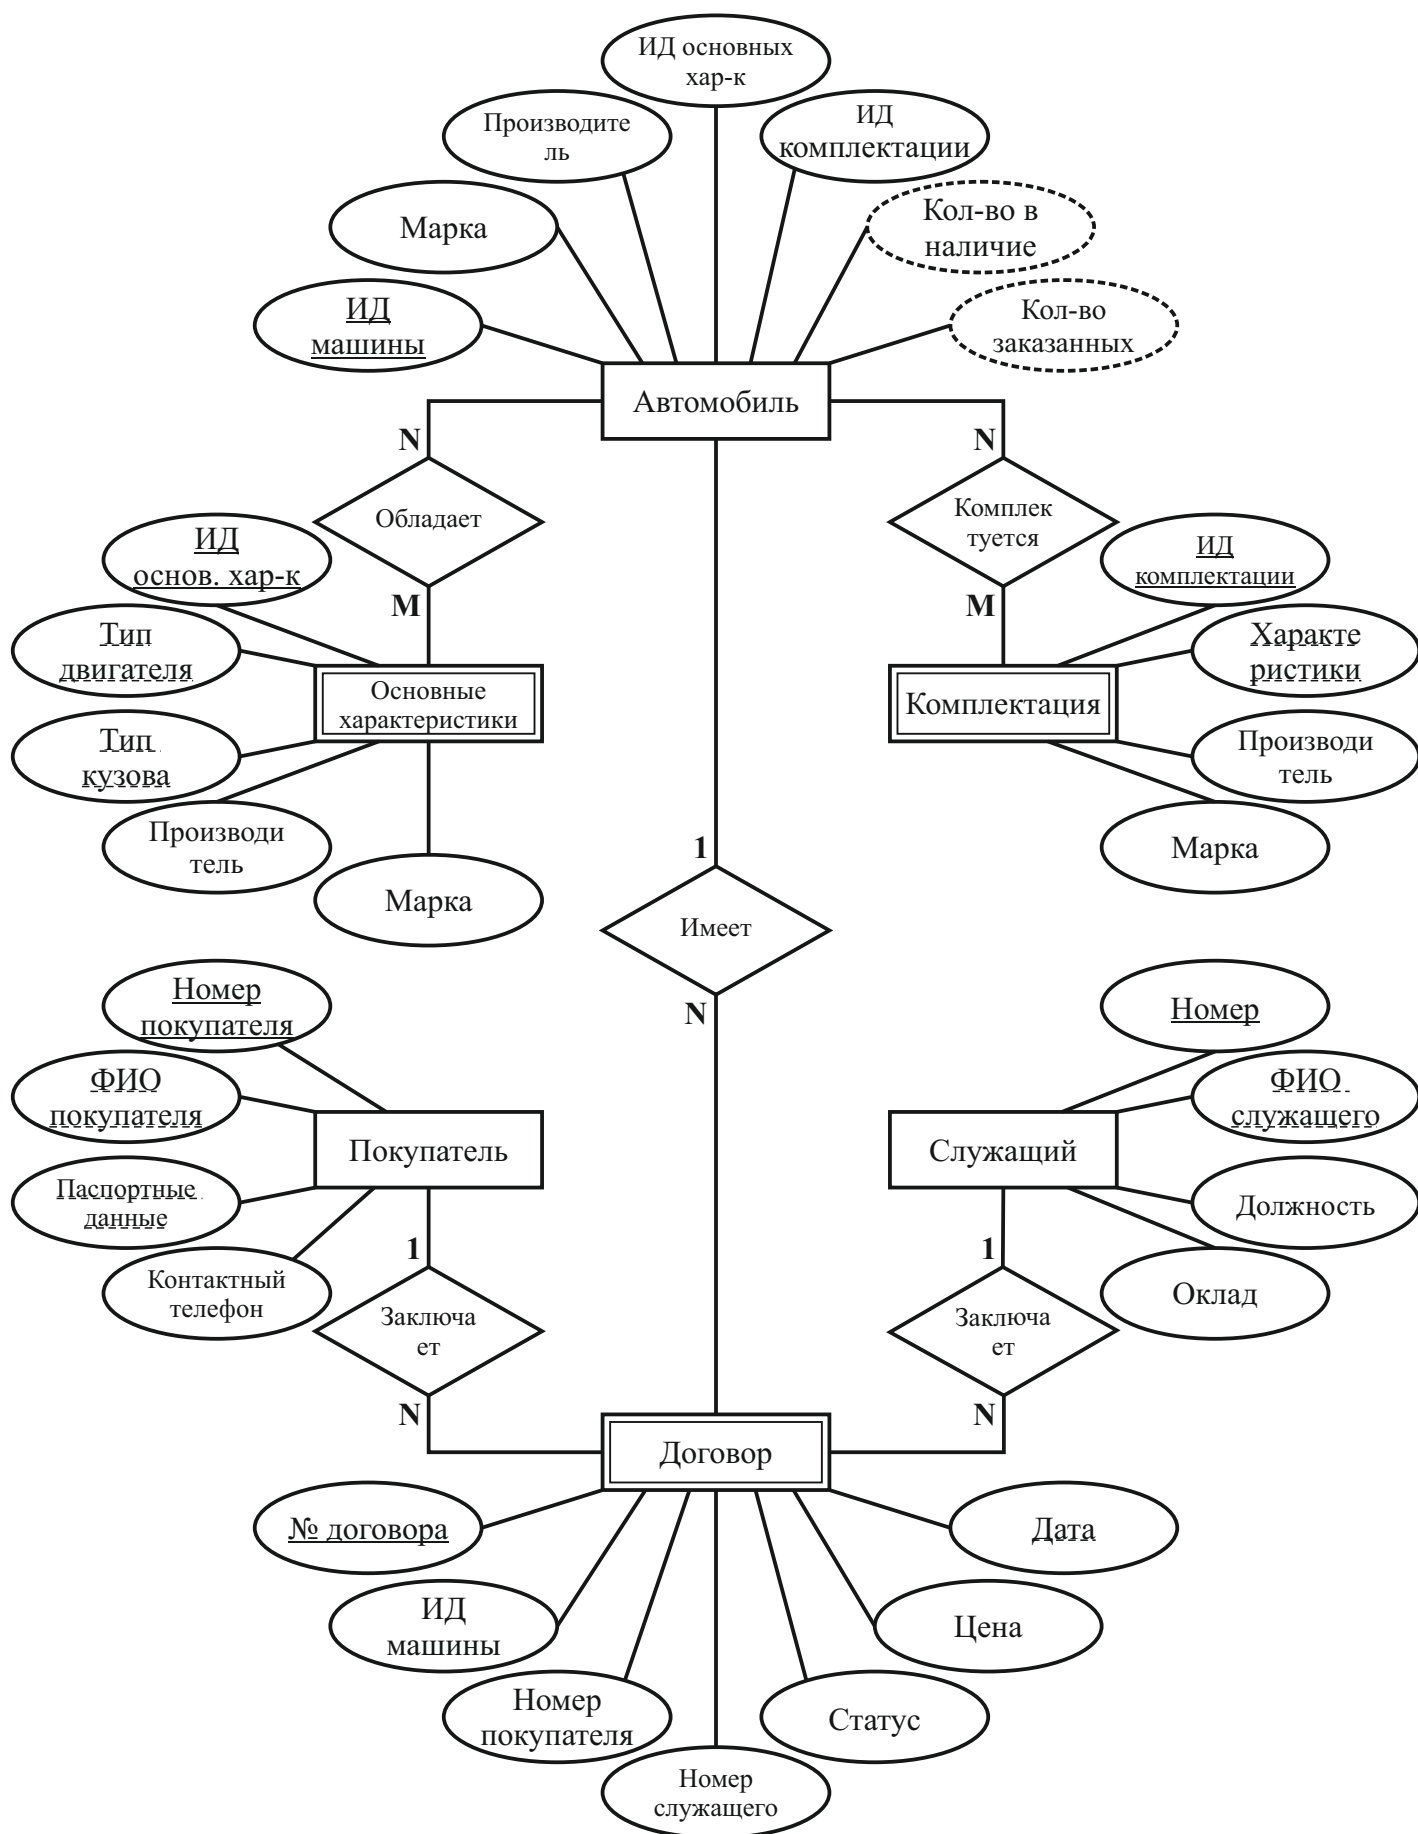 ИД основных
хар-к
Производите
ль
ИД
комплектации
Марка
Кол-во в
наличие
ИД
машины
Кол-во
заказанных
Автомобиль
N
N
Обладает
Комплек
туется
ИД
основ. хар-к
ИД
комплектации
M
M
Тип
двигателя
Характе
ристики
Основные
характеристики
Комплектация
Тип
кузова
Производи
тель
Производи
тель
Марка
Марка
1
Имеет
N
Номер
покупателя
Номер
ФИО
покупателя
ФИО
служащего
Покупатель
Служащий
Паспортные
данные
Должность
1
1
Контактный
телефон
Оклад
Заключа
ет
Заключа
ет
N
N
Договор
№ договора
Дата
ИД
машины
Цена
Номер
покупателя
Статус
Номер
служащего